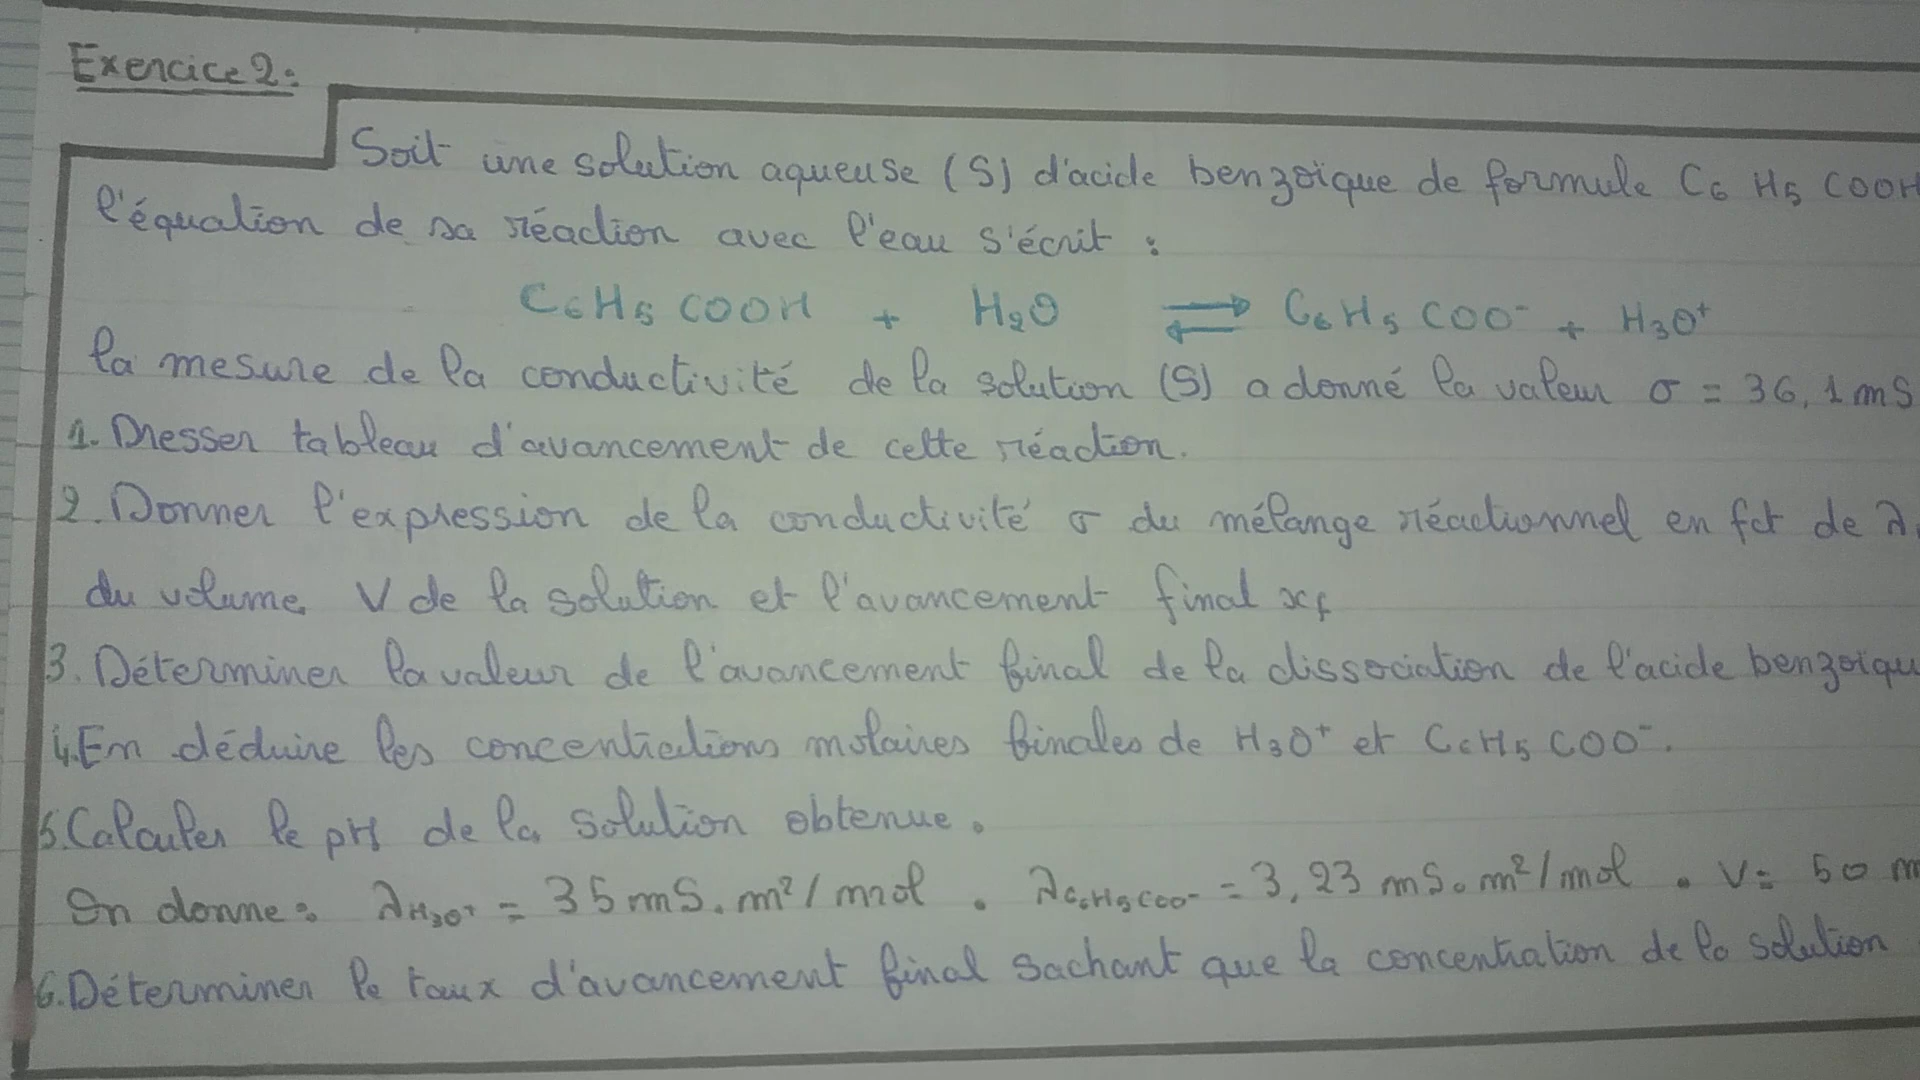 Exercice 2:
Soit une solution aqueuse (S) d'acide benzoïque de formule C6 H5 COOH
l'équation de sa réaction avec l'eau s'écrit :
C6H5 COOH + H2O ⇌ C6H5 COO- + H3O+
la mesure de la conductivité de la solution (S) a donné la valeur σ = 36,1 mS
1. Dresser tableau d'avancement de cette réaction.
2. Donner l'expression de la conductivité σ du mélange réactionnel en fct de λ
du volume V de la solution et l'avancement final xf
3. Déterminer la valeur de l'avancement final de la dissociation de l'acide benzoïqu
4. En déduire les concentrations molaires finales de H3O+ et C6H5 COO-.
5. Calculer le pH de la solution obtenue.
On donne : λH3O+ = 35 mS.m²/mol . λC6H5COO- = 3,23 mS.m²/mol . V= 50 m
6. Déterminer le taux d'avancement final sachant que la concentration de la solution